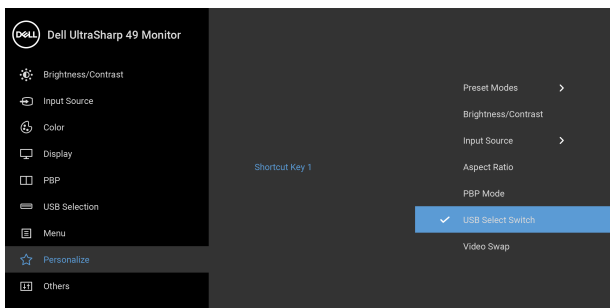 DELL
Dell UltraSharp 49 Monitor
Brightness/Contrast
Input Source
Color
Display
PBP
USB Selection
Menu
Personalize
Others
Shortcut Key 1
Preset Modes
Brightness/Contrast
Input Source
Aspect Ratio
PBP Mode
USB Select Switch
Video Swap